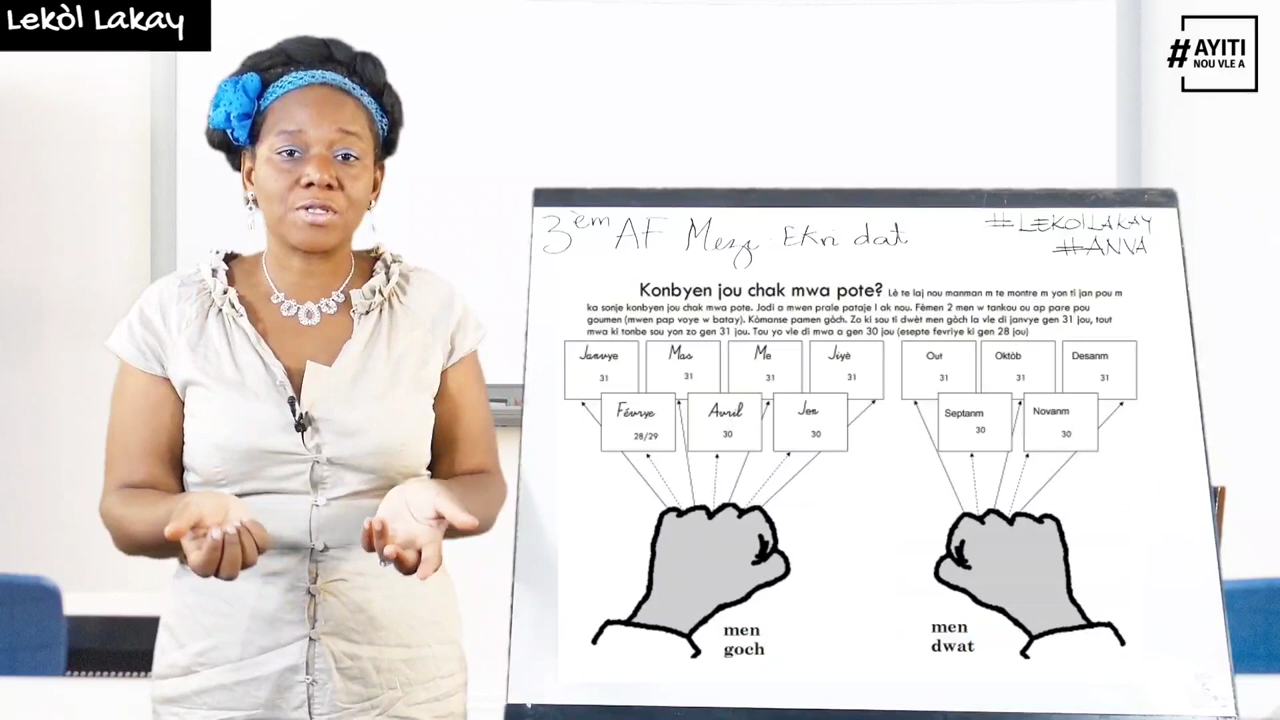 Lekòl Lakay
# AYITI
NOU VLE A
3èm AF Mezi Ekri dat
#LEKOLLAKAY
#ANVA
Konbyen jou chak mwa pote? Lè te laj nou manman m te montre m yon ti jan pou m
ka sonje konbyen jou chak mwa pote. Jodi a mwen prale pataje l ak nou. Fèmen 2 men w tankou ou ap pare pou
goumen (mwen pap voye w batay). Kòmanse pamen gòch. Zo ki sou ti dwèt men gòch la vle di janvye gen 31 jou, tout
mwa ki tonbe sou yon zo gen 31 jou. Tou yo vle di mwa a gen 30 jou (esepte fevriye ki gen 28 jou)
Janvye Mas Me Jiyè Out Oktòb Desanm
31 31 31 31 31 31 31
Févrye Avril Jen Septanm Novanm
28/29 30 30 30 30
men
goch
men
dwat